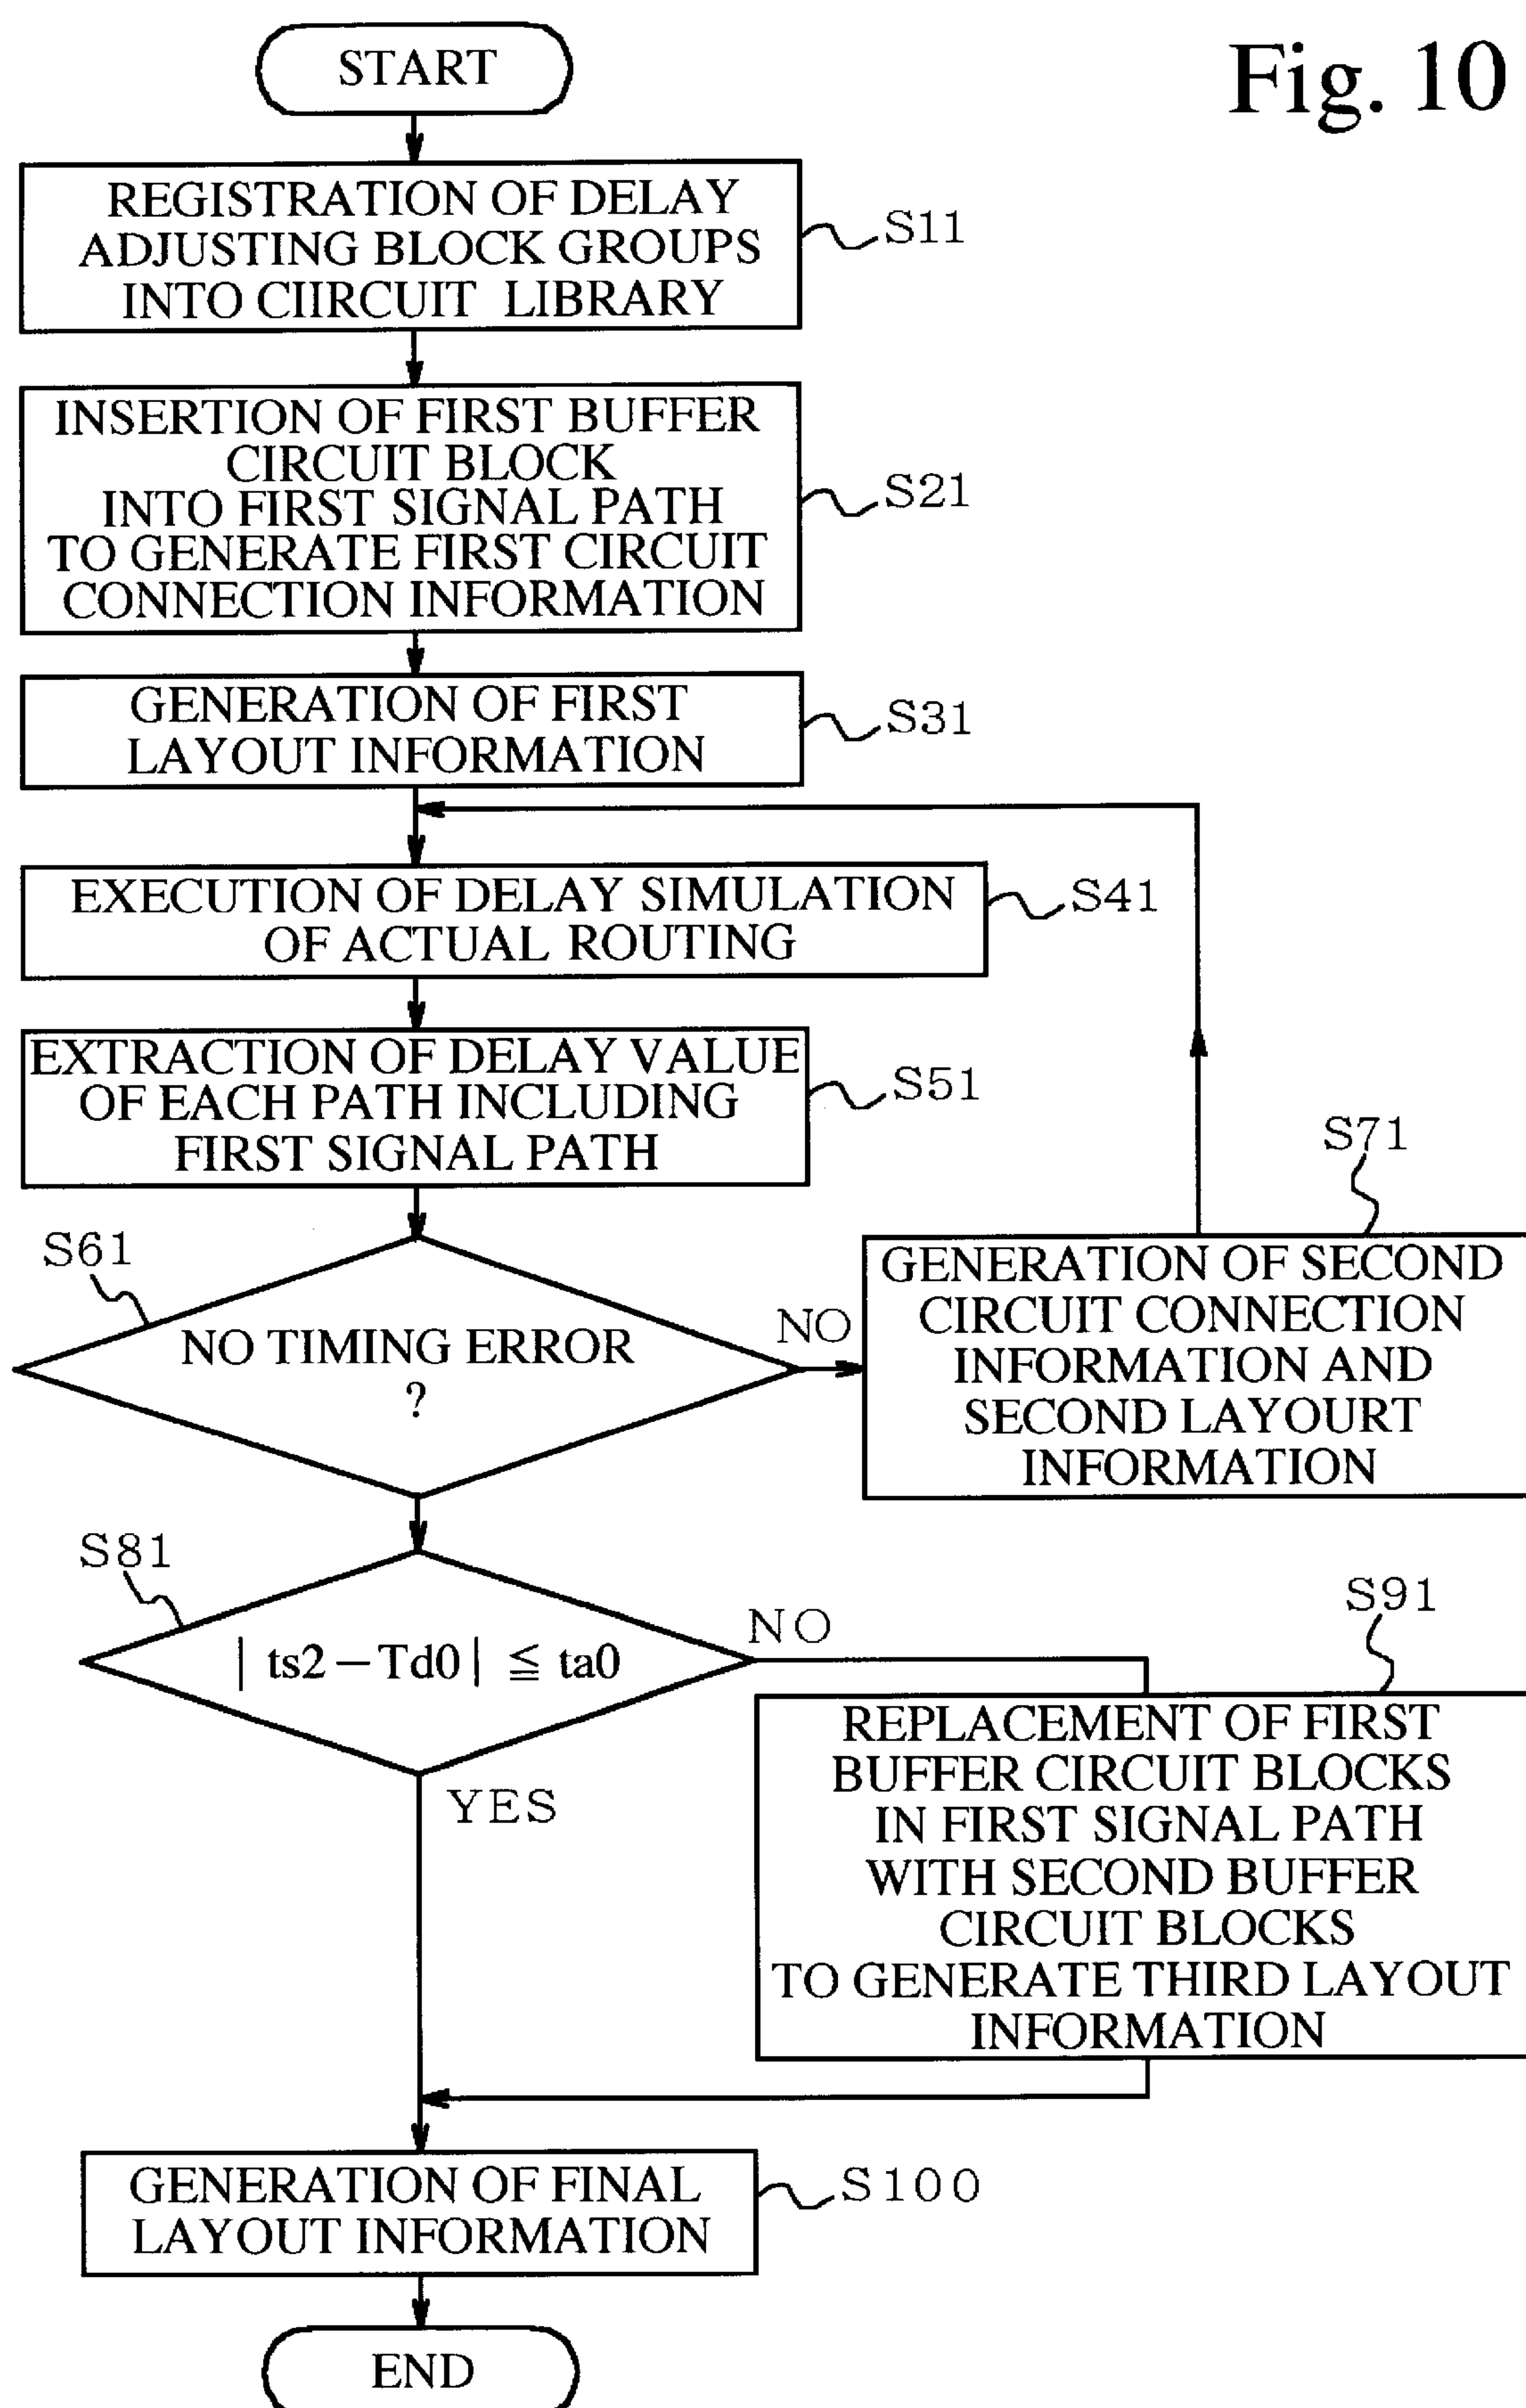 Fig. 10
START
REGISTRATION OF DELAY
ADJUSTING BLOCK GROUPS
INTO CIIRCUIT LIBRARY
S11
INSERTION OF FIRST BUFFER
CIRCUIT BLOCK
INTO FIRST SIGNAL PATH
TO GENERATE FIRST CIRCUIT
CONNECTION INFORMATION
S21
GENERATION OF FIRST
LAYOUT INFORMATION
S31
EXECUTION OF DELAY SIMULATION
OF ACTUAL ROUTING
S41
EXTRACTION OF DELAY VALUE
OF EACH PATH INCLUDING
FIRST SIGNAL PATH
S51
S61
NO TIMING ERROR
?
NO
S71
GENERATION OF SECOND
CIRCUIT CONNECTION
INFORMATION AND
SECOND LAYOURT
INFORMATION
S81
| ts2 – Td0 | ≦ ta0
NO
YES
S91
REPLACEMENT OF FIRST
BUFFER CIRCUIT BLOCKS
IN FIRST SIGNAL PATH
WITH SECOND BUFFER
CIRCUIT BLOCKS
TO GENERATE THIRD LAYOUT
INFORMATION
GENERATION OF FINAL
LAYOUT INFORMATION
S100
END